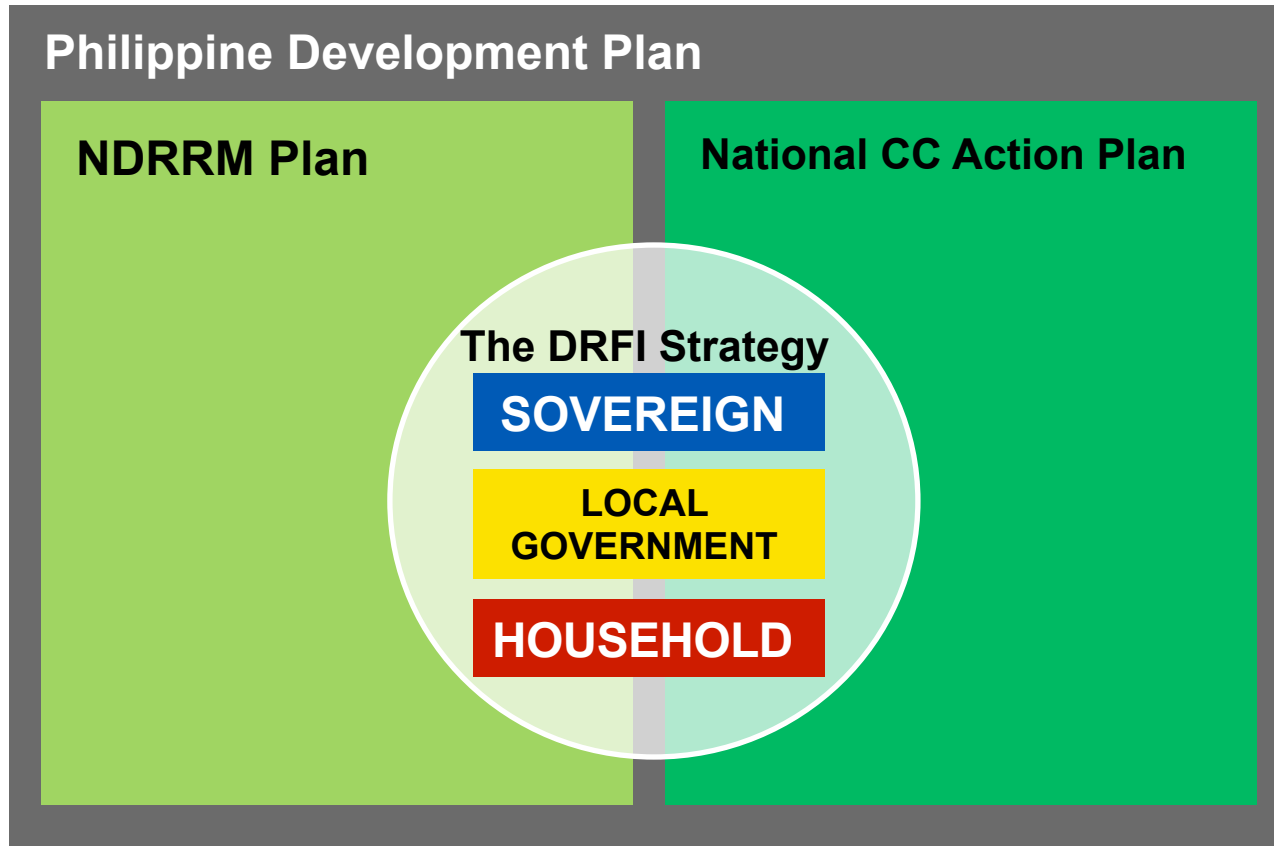 Philippine Development Plan
NDRRM Plan
National CC Action Plan
The DRFI Strategy
SOVEREIGN
LOCAL
GOVERNMENT
HOUSEHOLD